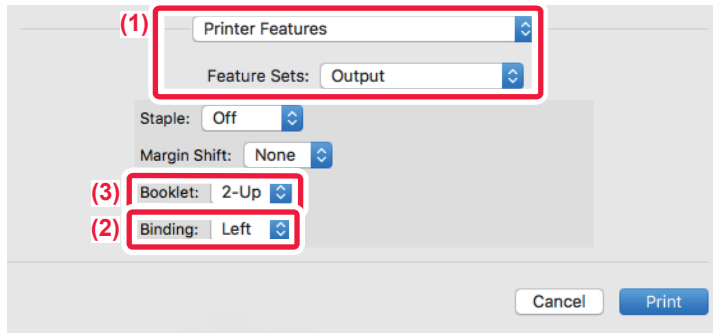 (1) Printer Features
Feature Sets: Output
Staple: Off
Margin Shift: None
(3) Booklet: 2-Up
(2) Binding: Left
Cancel Print